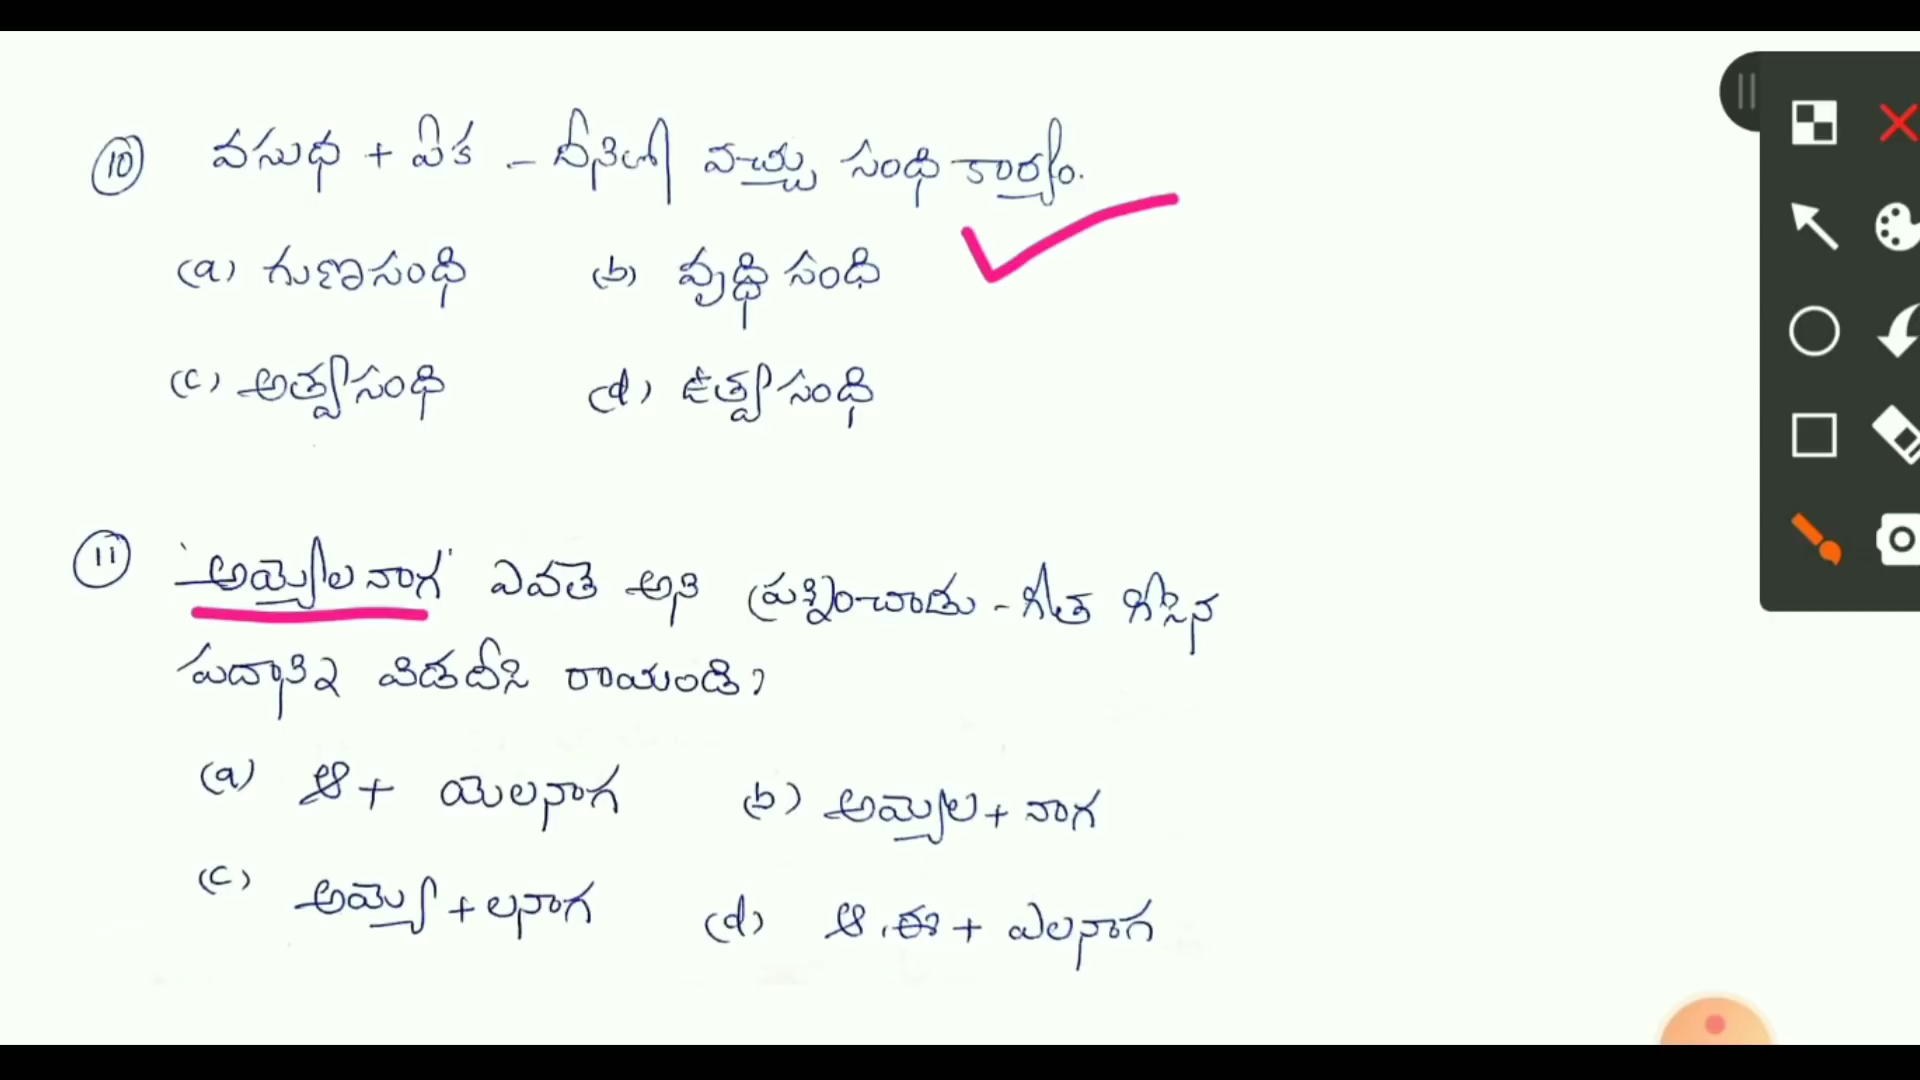 10 వసుధ + ఏక - దీనిలో వచ్చు సంధి కార్యం.
(a) గుణసంధి (b) వృద్ధి సంధి
(c) అత్వసంధి (d) ఉత్వసంధి
11 'అయ్యెలనాగ' ఎవతె అని ప్రశ్నించాడు - గీత గీసిన
పదాన్ని విడదీసి రాయండి?
(a) ఆ + యెలనాగ (b) అయ్యెల + నాగ
(c) అయ్యె + లనాగ (d) ఆ, ఈ + ఎలనాగ